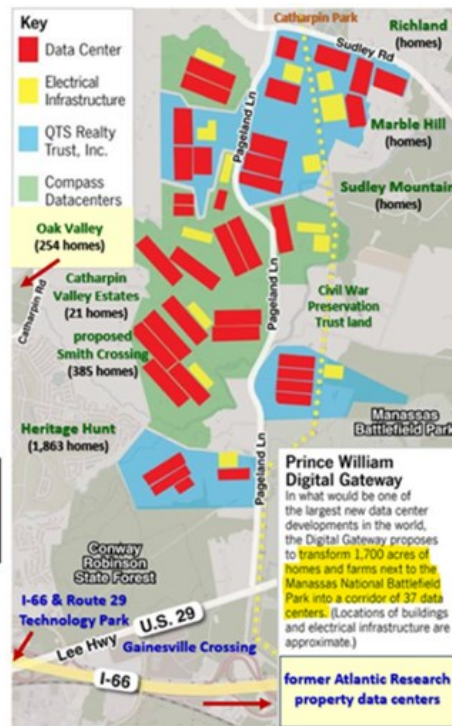 Catharpin Park
Richland
(homes)
Sudley Rd
Key
Data Center
Electrical
Infrastructure
QTS Realty
Trust, Inc.
Compass
Datacenters
Pageland Ln
Marble Hill
(homes)
Sudley Mountain
(homes)
Oak Valley
(254 homes)
Catharpin Rd
Catharpin
Valley Estates
(21 homes)
Pageland Ln
Civil War
Preservation
Trust land
proposed
Smith Crossing
(385 homes)
Heritage Hunt
(1,863 homes)
Manassas
Battlefield Park
Pageland Ln
Prince William
Digital Gateway
In what would be one of
the largest new data center
developments in the world,
the Digital Gateway proposes
to transform 1,700 acres of
homes and farms next to the
Manassas National Battlefield
Park into a corridor of 37 data
centers. (Locations of buildings
and electrical infrastructure are
approximate.)
Conway
Robinson
State Forest
I-66 & Route 29
Technology Park
U.S. 29
Lee Hwy
Gainesville Crossing
I-66
former Atlantic Research
property data centers